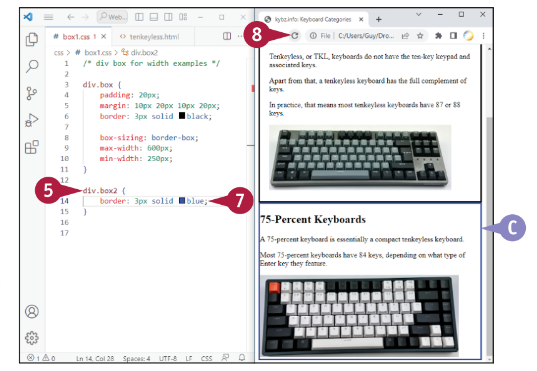 Web...
# box1.css 1 ×
tenkeyless.html
css > # box1.css > div.box2
1 /* div box for width examples */
2
3 div.box {
4 padding: 20px;
5 margin: 10px 20px 10px 20px;
6 border: 3px solid black;
7
8 box-sizing: border-box;
9 max-width: 600px;
10 min-width: 250px;
11 }
12
5
13 div.box2 {
14 border: 3px solid blue;
7
15 }
16
17
1 0
Ln 14, Col 28 Spaces: 4 UTF-8 LF CSS
kybz.info: Keyboard Categories ×
8
File | C:/Users/Guy/Dro...
Tenkeyless, or TKL, keyboards do not have the ten-key keypad and
associated keys.
Apart from that, a tenkeyless keyboard has the full complement of
keys.
In practice, that means most tenkeyless keyboards have 87 or 88
keys.
75-Percent Keyboards
C
A 75-percent keyboard is essentially a compact tenkeyless keyboard.
Most 75-percent keyboards have 84 keys, depending on what type of
Enter key they feature.